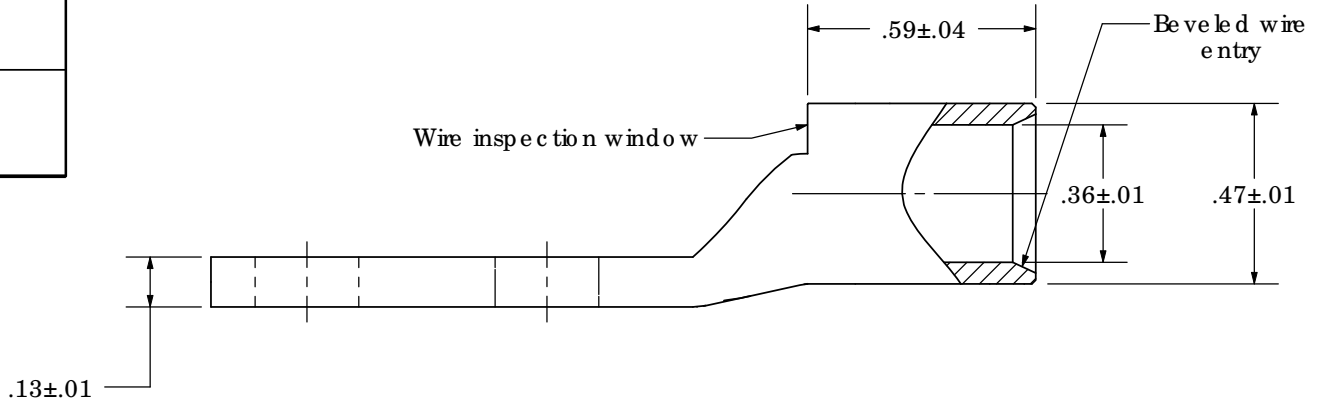 .59±.04
Beveled wire
entry
Wire inspection window
.36±.01
.47±.01
.13±.01